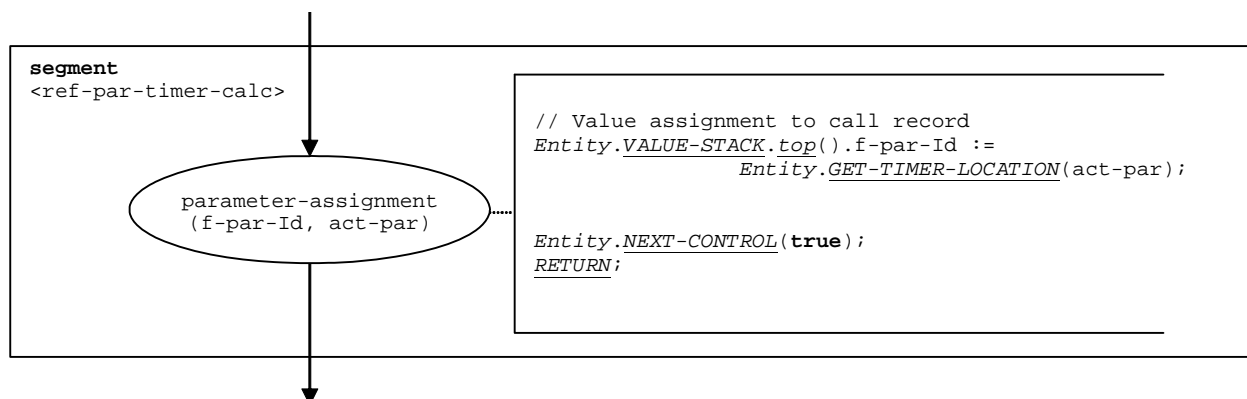 segment
<ref-par-timer-calc>
parameter-assignment
(f-par-Id, act-par)
// Value assignment to call record
Entity.VALUE-STACK.top().f-par-Id :=
Entity.GET-TIMER-LOCATION(act-par);
Entity.NEXT-CONTROL(true);
RETURN;